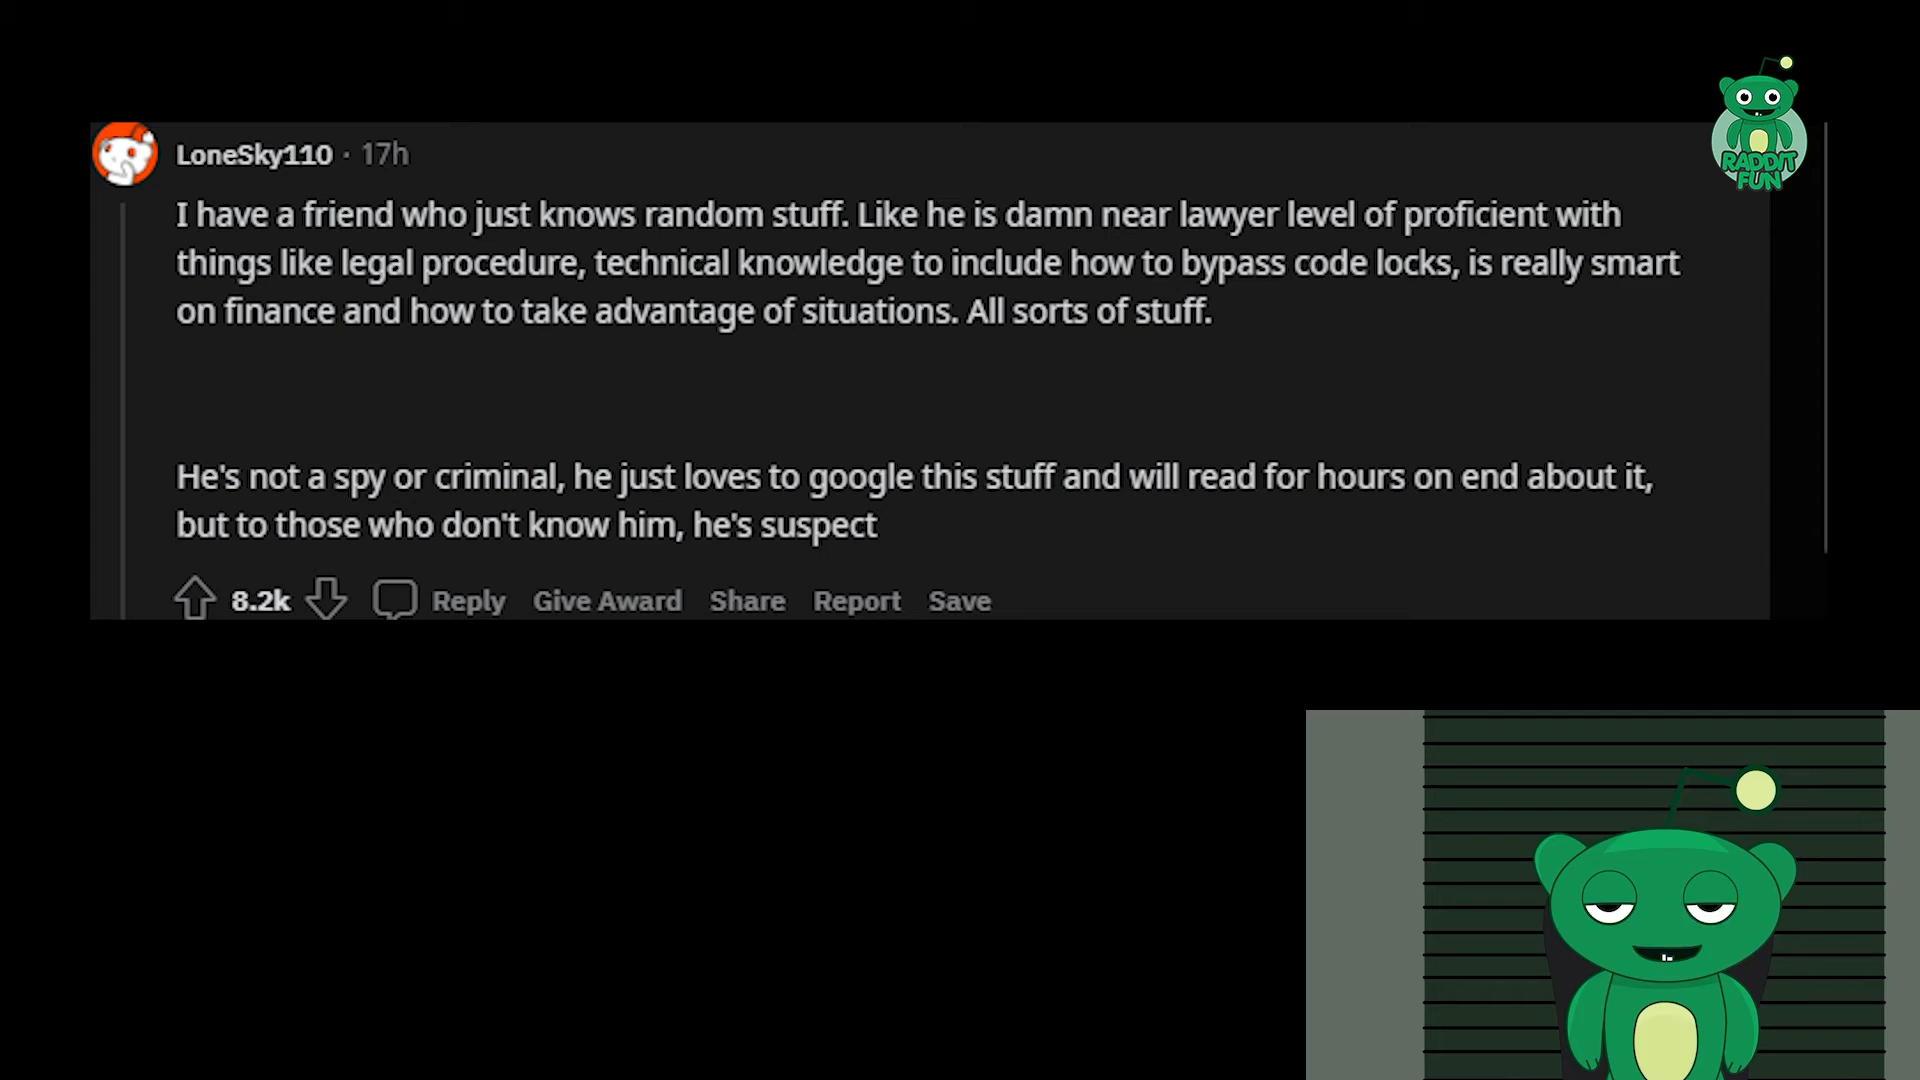 RADDIT
FUN
LoneSky110 · 17h
I have a friend who just knows random stuff. Like he is damn near lawyer level of proficient with
things like legal procedure, technical knowledge to include how to bypass code locks, is really smart
on finance and how to take advantage of situations. All sorts of stuff.
He's not a spy or criminal, he just loves to google this stuff and will read for hours on end about it,
but to those who don't know him, he's suspect
8.2k Reply Give Award Share Report Save